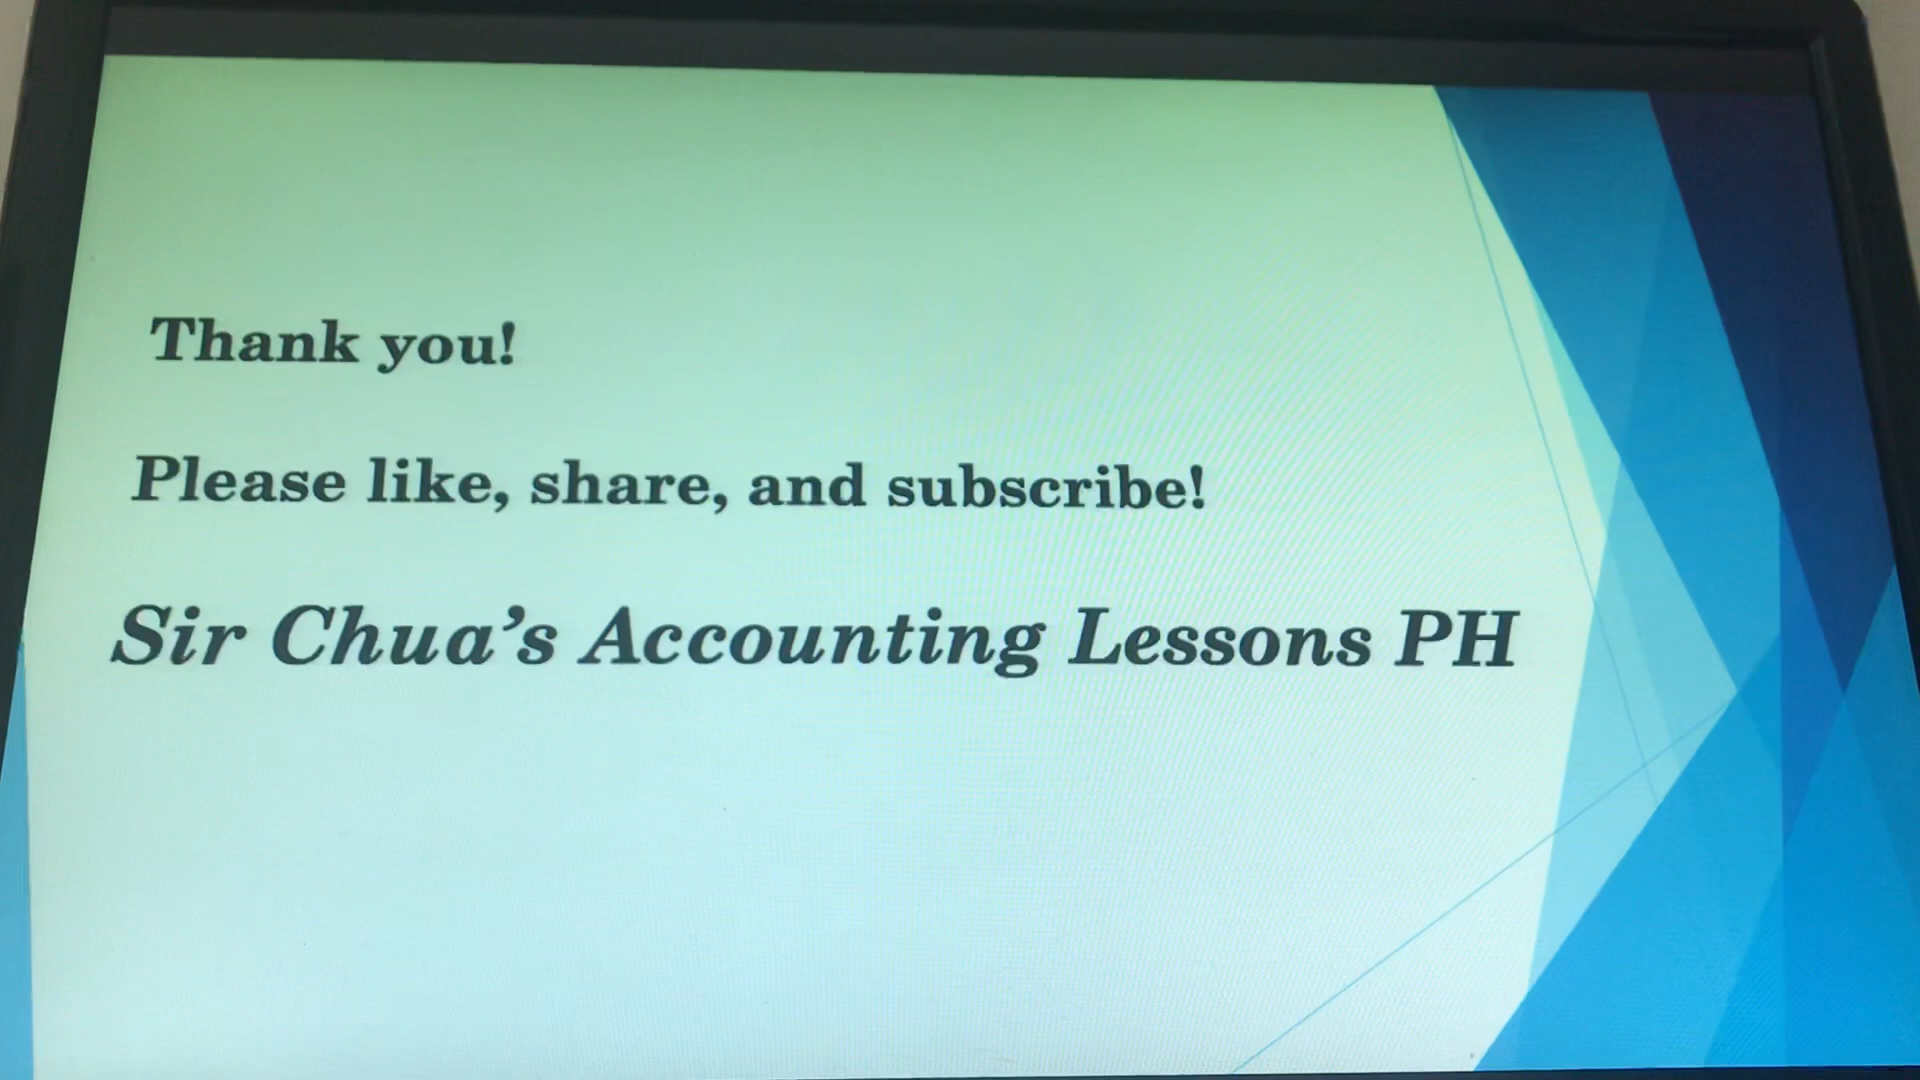 Thank you!
Please like, share, and subscribe!
Sir Chua’s Accounting Lessons PH